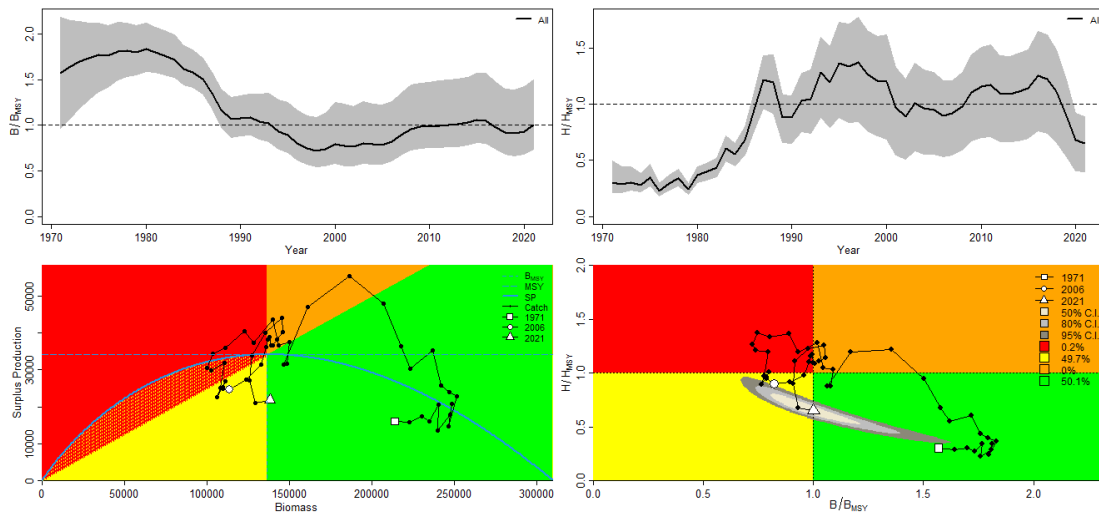 All
B/B_MSY
0.0 0.5 1.0 1.5 2.0
1970 1980 1990 2000 2010 2020
Year
All
H/H_MSY
0.0 0.5 1.0 1.5
1970 1980 1990 2000 2010 2020
Year
B_MSY
MSY
SP
Catch
1971
2006
2021
Surplus Production
0 10000 30000 50000
0 50000 100000 150000 200000 250000 300000
Biomass
1971
2006
2021
50% C.I.
80% C.I.
95% C.I.
0.2%
49.7%
0%
50.1%
H/H_MSY
0.0 0.5 1.0 1.5 2.0
0.0 0.5 1.0 1.5 2.0
B/B_MSY